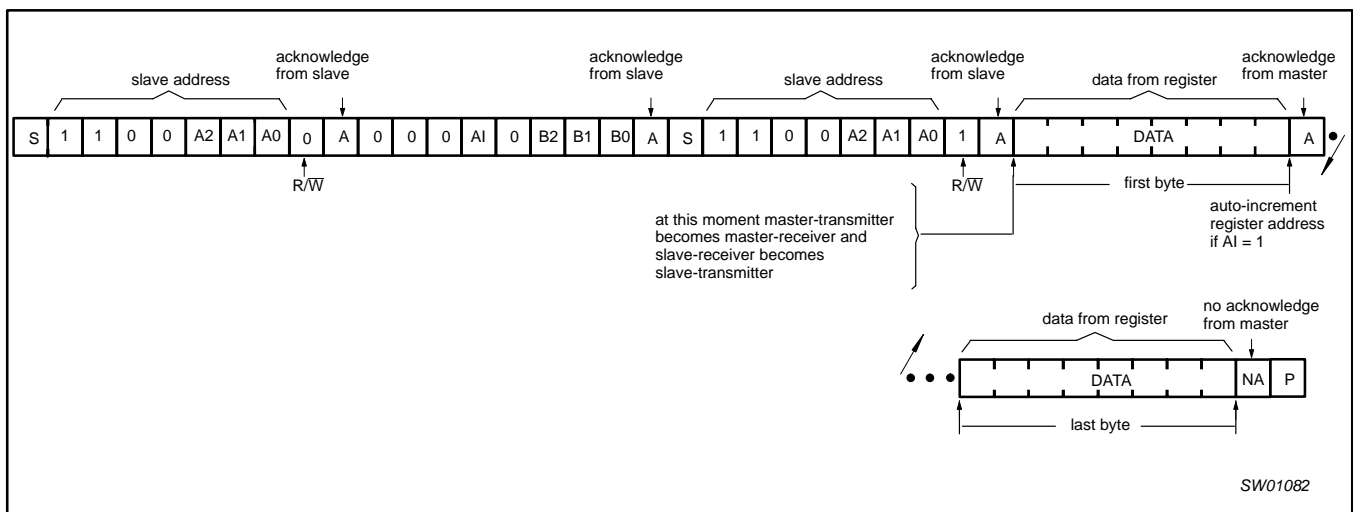 acknowledge
from slave
acknowledge
from slave
acknowledge
from slave
acknowledge
from master
slave address
slave address
data from register
S 1 1 0 0 A2 A1 A0 0 A 0 0 0 AI 0 B2 B1 B0 A S 1 1 0 0 A2 A1 A0 1 A DATA A
R/W̅
R/W̅
first byte
auto-increment
register address
if AI = 1
at this moment master-transmitter
becomes master-receiver and
slave-receiver becomes
slave-transmitter
data from register
no acknowledge
from master
DATA NA P
last byte
SW01082